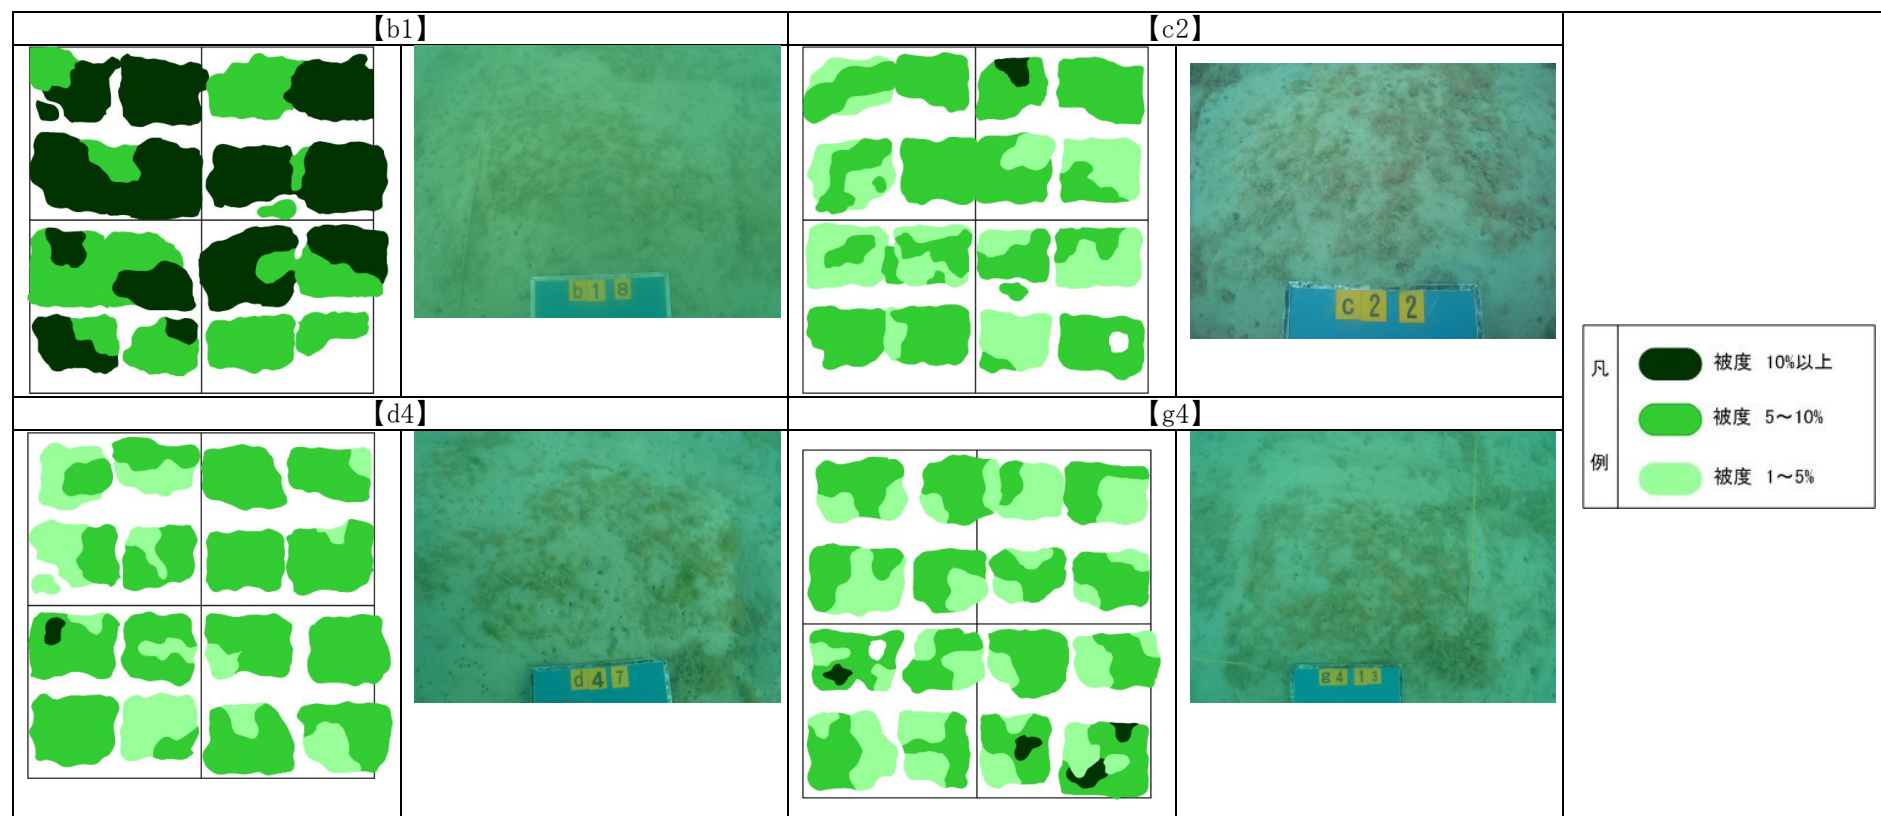 【b1】
【c2】
b 1 8
c 2 2
【d4】
【g4】
d 4 7
g 4 1 3
凡例
被度 10%以上
被度 5～10%
被度 1～5%